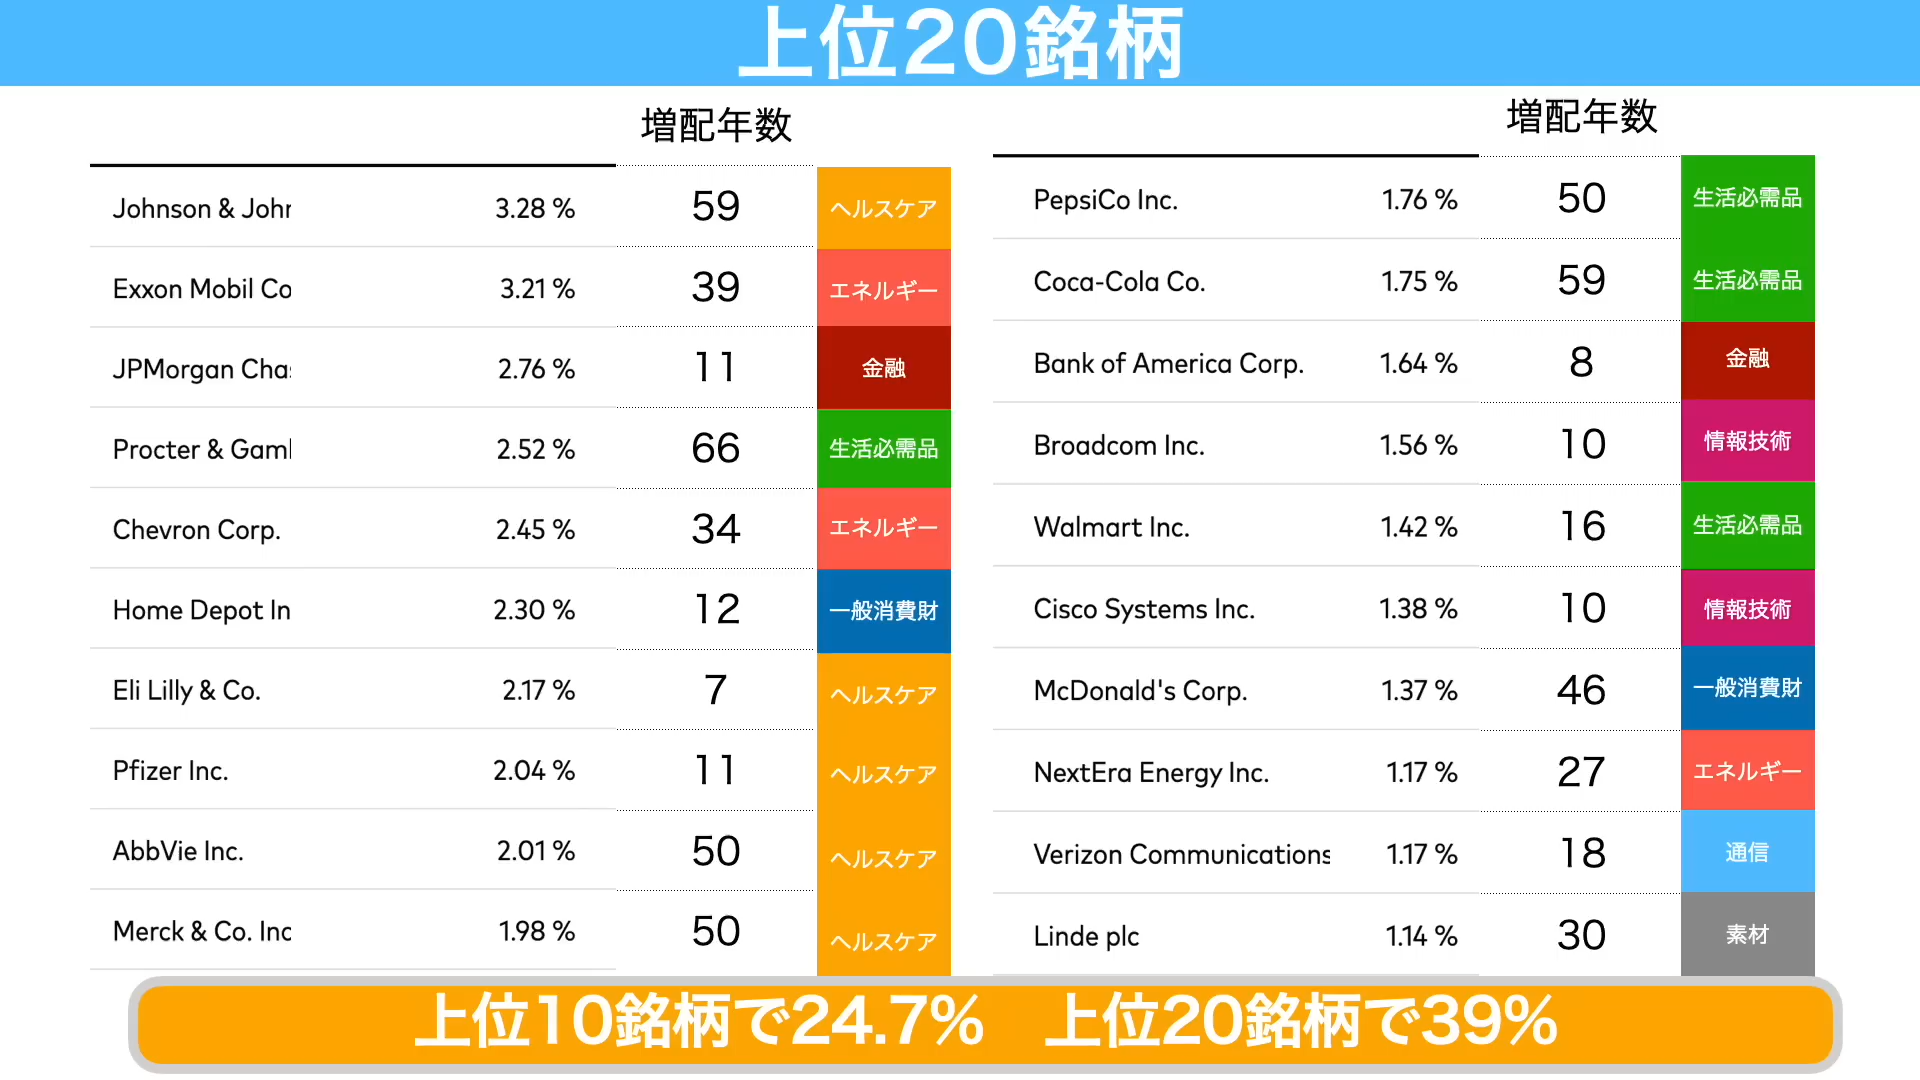 上位20銘柄
増配年数
Johnson & John 3.28 % 59 ヘルスケア
Exxon Mobil Co 3.21 % 39 エネルギー
JPMorgan Chas 2.76 % 11 金融
Procter & Gaml 2.52 % 66 生活必需品
Chevron Corp. 2.45 % 34 エネルギー
Home Depot In 2.30 % 12 一般消費財
Eli Lilly & Co. 2.17 % 7 ヘルスケア
Pfizer Inc. 2.04 % 11 ヘルスケア
AbbVie Inc. 2.01 % 50 ヘルスケア
Merck & Co. Inc 1.98 % 50 ヘルスケア
増配年数
PepsiCo Inc. 1.76 % 50 生活必需品
Coca-Cola Co. 1.75 % 59 生活必需品
Bank of America Corp. 1.64 % 8 金融
Broadcom Inc. 1.56 % 10 情報技術
Walmart Inc. 1.42 % 16 生活必需品
Cisco Systems Inc. 1.38 % 10 情報技術
McDonald's Corp. 1.37 % 46 一般消費財
NextEra Energy Inc. 1.17 % 27 エネルギー
Verizon Communications 1.17 % 18 通信
Linde plc 1.14 % 30 素材
上位10銘柄で24.7% 上位20銘柄で39%